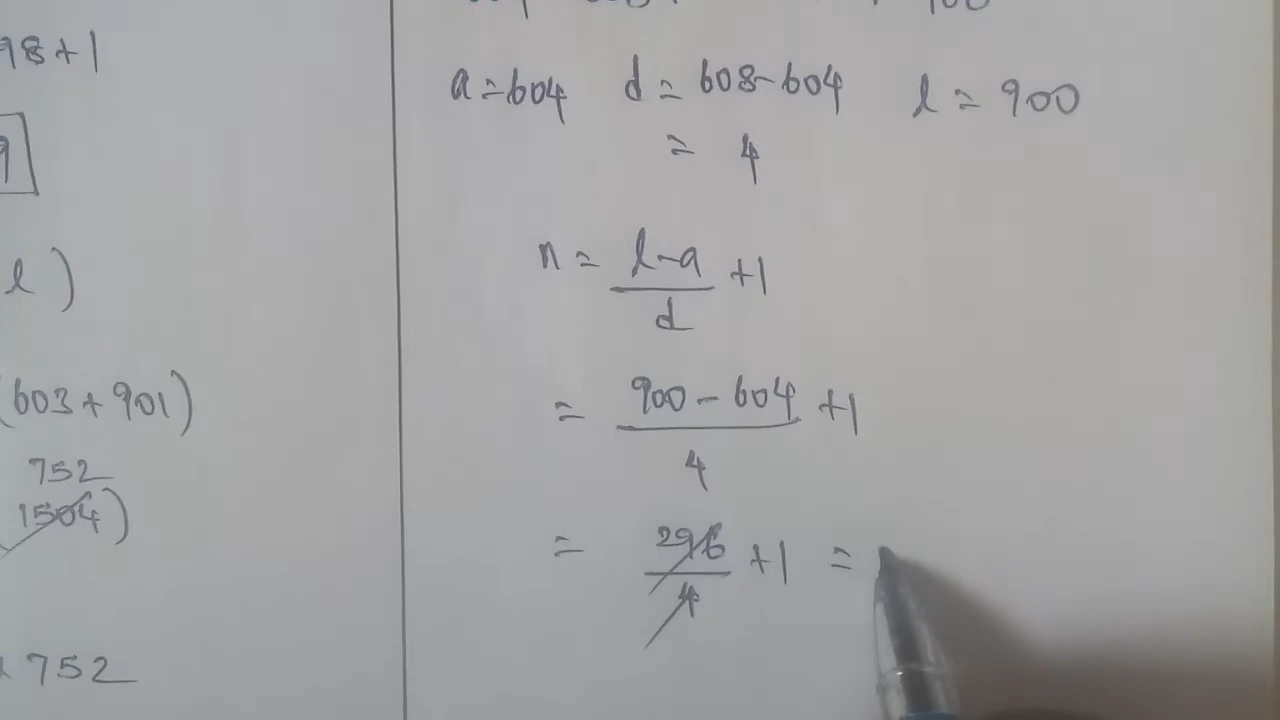 98+1
9
l)
(603+901)
752
1504)
752
a=604 d=608-604 l=900
= 4
n= l-a/d +1
= 900-604/4 +1
= 296/4 +1 =